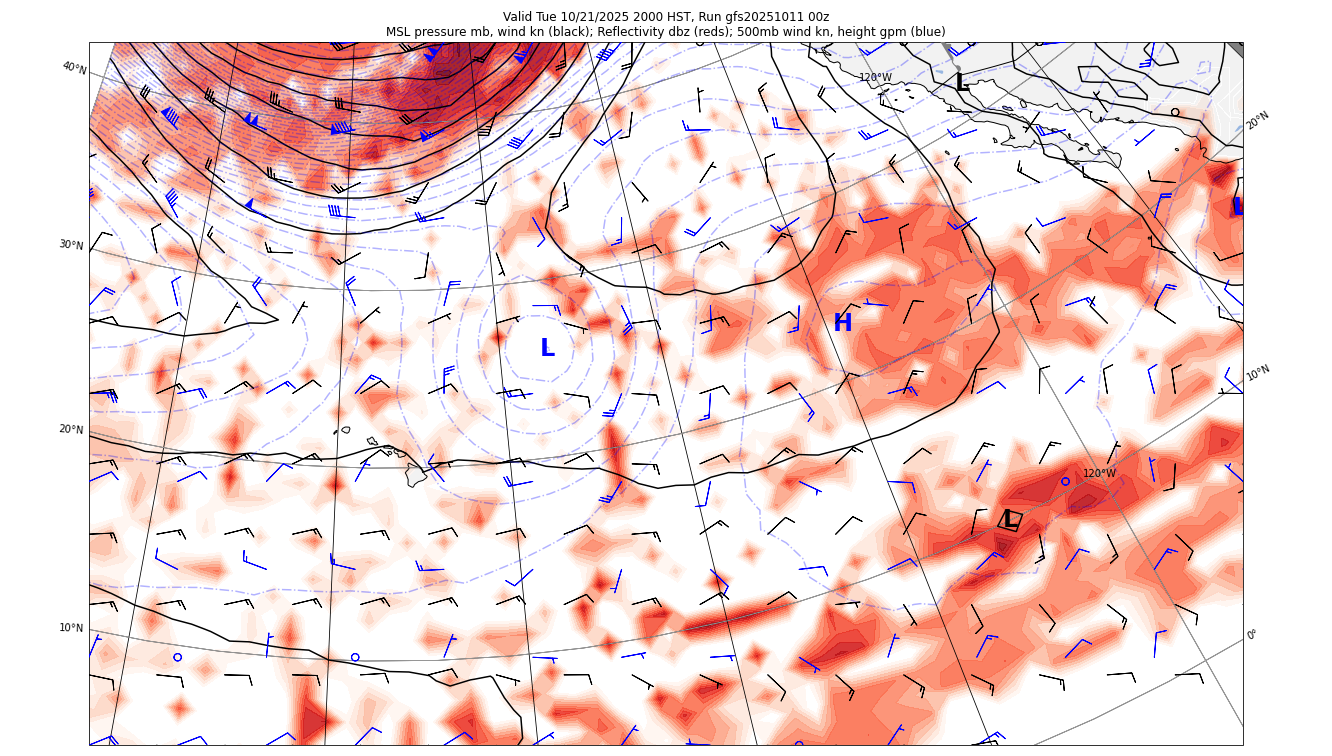 Valid Tue 10/21/2025 2000 HST, Run gfs20251011 00z
MSL pressure mb, wind kn (black); Reflectivity dbz (reds); 500mb wind kn, height gpm (blue)
40°N
120°W
L
20°N
L
30°N
H
L
10°N
20°N
120°W
L
10°N
0°